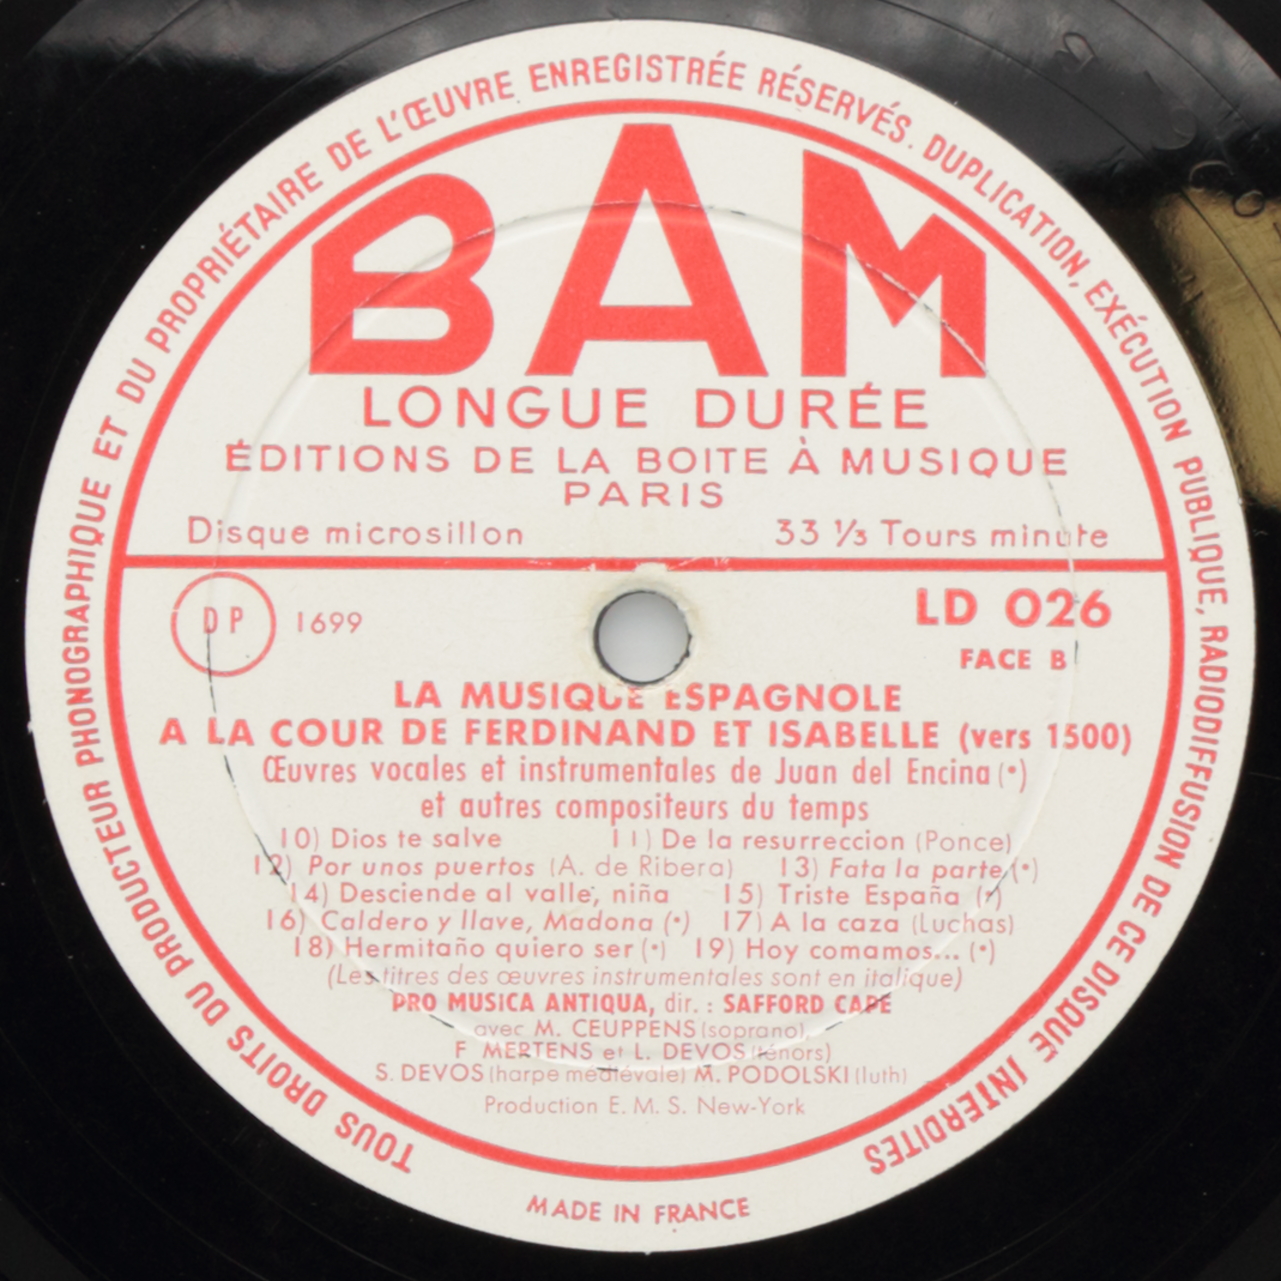 TOUS DROITS DU PRODUCTEUR PHONOGRAPHIQUE ET DU PROPRIÉTAIRE DE L'ŒUVRE ENREGISTRÉE RÉSERVÉS. DUPLICATION, EXÉCUTION PUBLIQUE, RADIODIFFUSION DE CE DISQUE INTERDITES
BAM
LONGUE DURÉE
ÉDITIONS DE LA BOITE À MUSIQUE
PARIS
Disque microsillon 33 ⅓ Tours minute
DP 1699 LD 026
FACE B
LA MUSIQUE ESPAGNOLE
A LA COUR DE FERDINAND ET ISABELLE (vers 1500)
Œuvres vocales et instrumentales de Juan del Encina (•)
et autres compositeurs du temps
10) Dios te salve 11) De la resurreccion (Ponce)
12) Por unos puertos (A. de Ribera) 13) Fata la parte (•)
14) Desciende al valle, niña 15) Triste España (•)
16) Caldero y llave, Madona (•) 17) A la caza (Luchas)
18) Hermitaño quiero ser (•) 19) Hoy comamos... (•)
(Les titres des œuvres instrumentales sont en italique)
PRO MUSICA ANTIQUA, dir. : SAFFORD CAPE
avec M. CEUPPENS (soprano),
F MERTENS et L. DEVOS (ténors)
S. DEVOS (harpe médiévale) M. PODOLSKI (luth)
Production E. M. S. New-York
MADE IN FRANCE